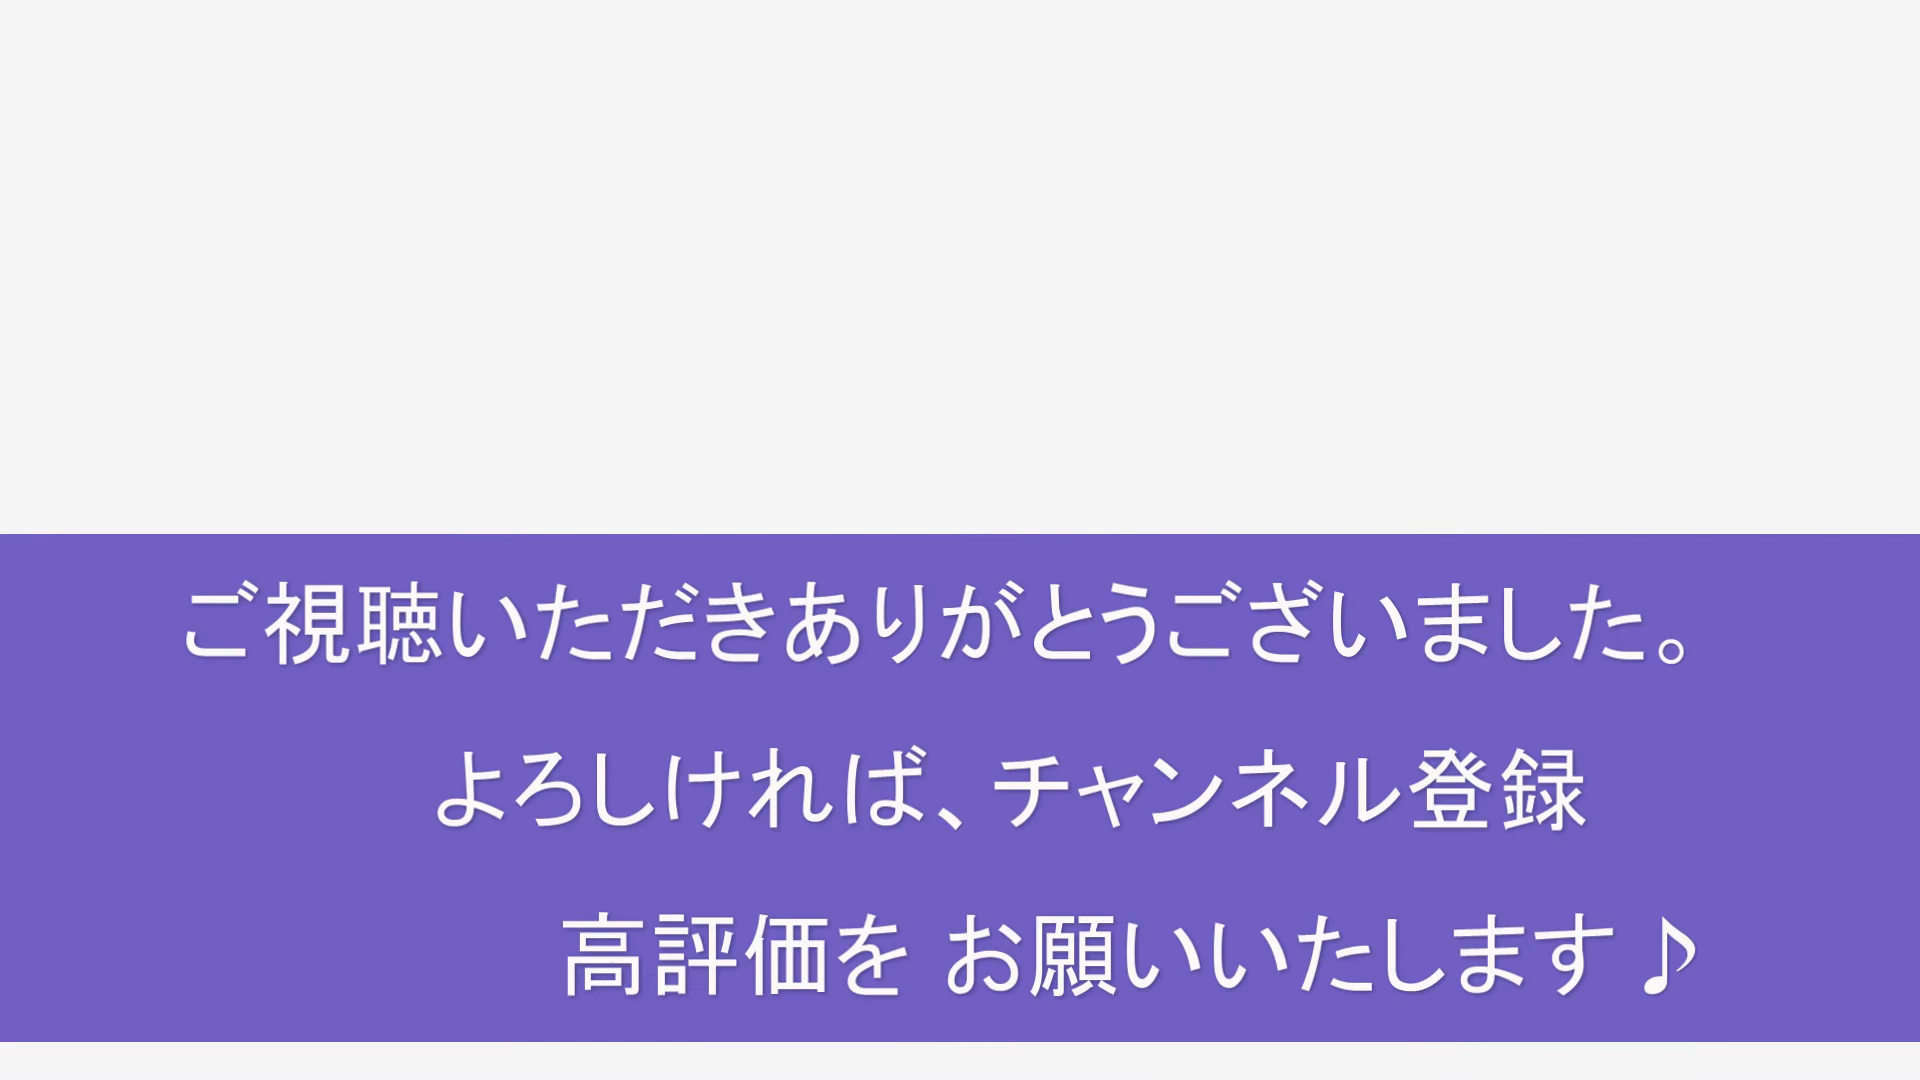 ご視聴いただきありがとうございました。
よろしければ、チャンネル登録
高評価を お願いいたします♪